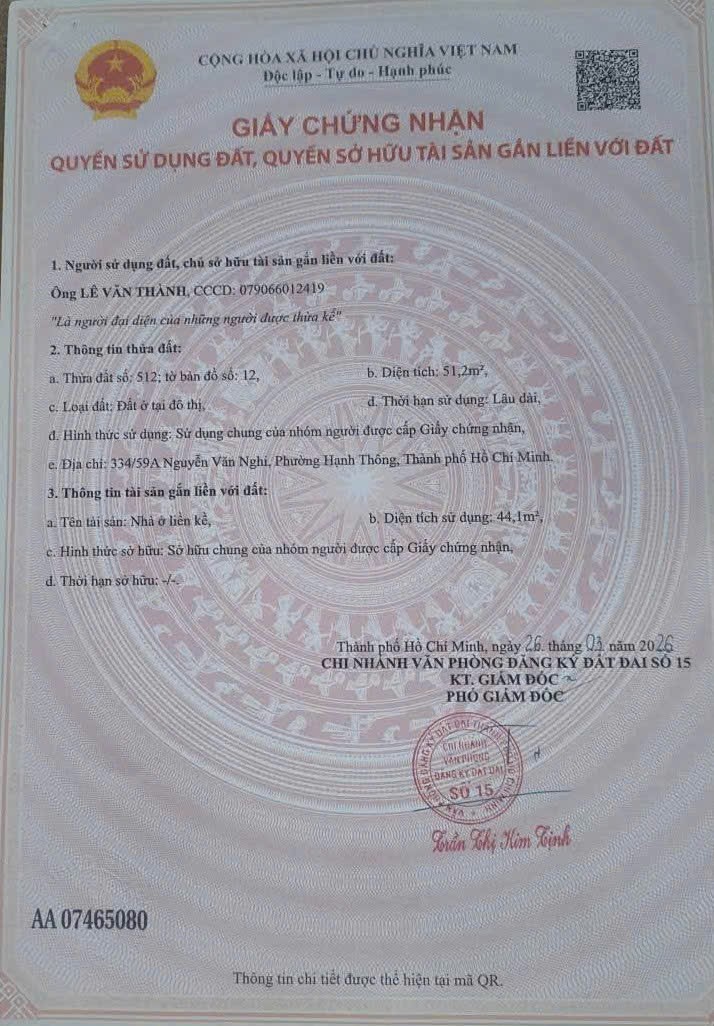 CỘNG HÒA XÃ HỘI CHỦ NGHĨA VIỆT NAM
Độc lập - Tự do - Hạnh phúc
GIẤY CHỨNG NHẬN
QUYỀN SỬ DỤNG ĐẤT, QUYỀN SỞ HỮU TÀI SẢN GẮN LIỀN VỚI ĐẤT
1. Người sử dụng đất, chủ sở hữu tài sản gắn liền với đất:
Ông LÊ VĂN THÀNH, CCCD: 079066012419
"Là người đại diện của những người được thừa kế"
2. Thông tin thửa đất:
a. Thửa đất số: 512; tờ bản đồ số: 12, b. Diện tích: 51,2m²,
c. Loại đất: Đất ở tại đô thị, d. Thời hạn sử dụng: Lâu dài,
đ. Hình thức sử dụng: Sử dụng chung của nhóm người được cấp Giấy chứng nhận,
e. Địa chỉ: 334/59A Nguyễn Văn Nghi, Phường Hạnh Thông, Thành phố Hồ Chí Minh.
3. Thông tin tài sản gắn liền với đất:
a. Tên tài sản: Nhà ở liền kề, b. Diện tích sử dụng: 44,1m²,
c. Hình thức sở hữu: Sở hữu chung của nhóm người được cấp Giấy chứng nhận,
d. Thời hạn sở hữu: -/-.
Thành phố Hồ Chí Minh, ngày 26 tháng 03 năm 2026
CHI NHÁNH VĂN PHÒNG ĐĂNG KÝ ĐẤT ĐAI SỐ 15
KT. GIÁM ĐỐC
PHÓ GIÁM ĐỐC
CHI NHÁNH
VĂN PHÒNG
ĐĂNG KÝ ĐẤT ĐAI
SỐ 15
Trần Thị Kim Tịnh
AA 07465080
Thông tin chi tiết được thể hiện tại mã QR.